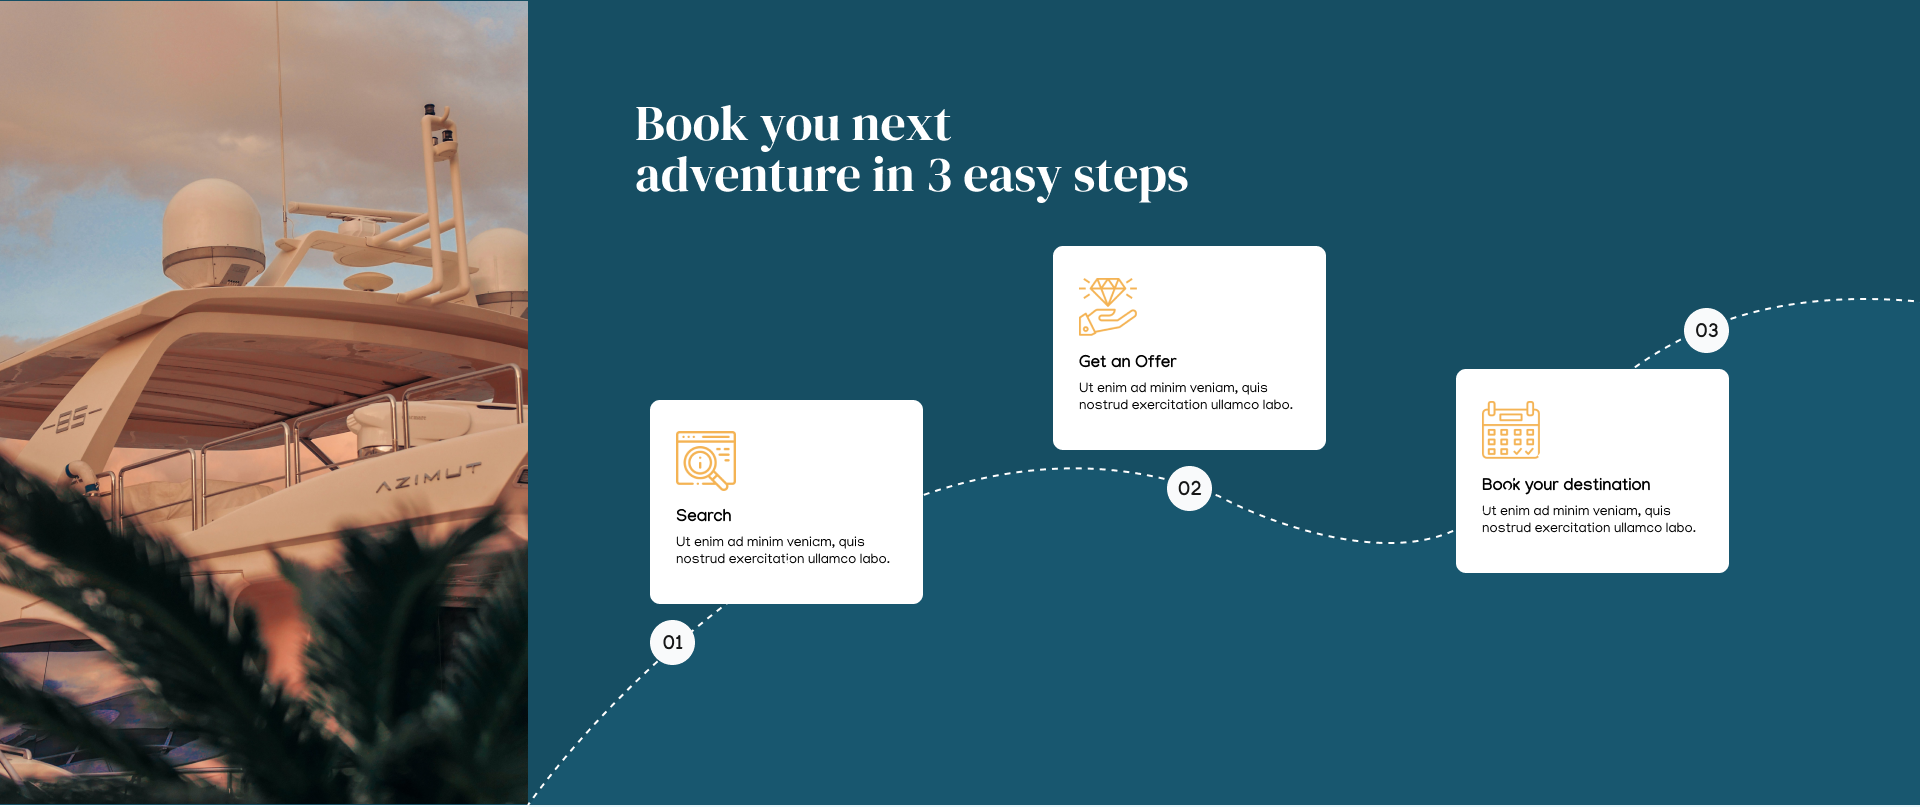 Book you next
adventure in 3 easy steps
Search
Ut enim ad minim veniam, quis
nostrud exercitation ullamco labo.
01
Get an Offer
Ut enim ad minim veniam, quis
nostrud exercitation ullamco labo.
02
03
Book your destination
Ut enim ad minim veniam, quis
nostrud exercitation ullamco labo.
85
AZIMUT